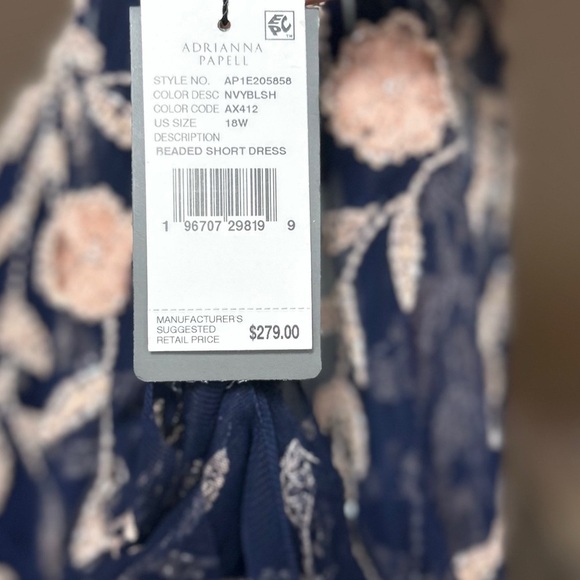 EPC
ADRIANNA
PAPELL
STYLE NO. AP1E205858
COLOR DESC NVYBLSH
COLOR CODE AX412
US SIZE 18W
DESCRIPTION
READED SHORT DRESS
1 96707 29819 9
MANUFACTURER'S
SUGGESTED
RETAIL PRICE $279.00